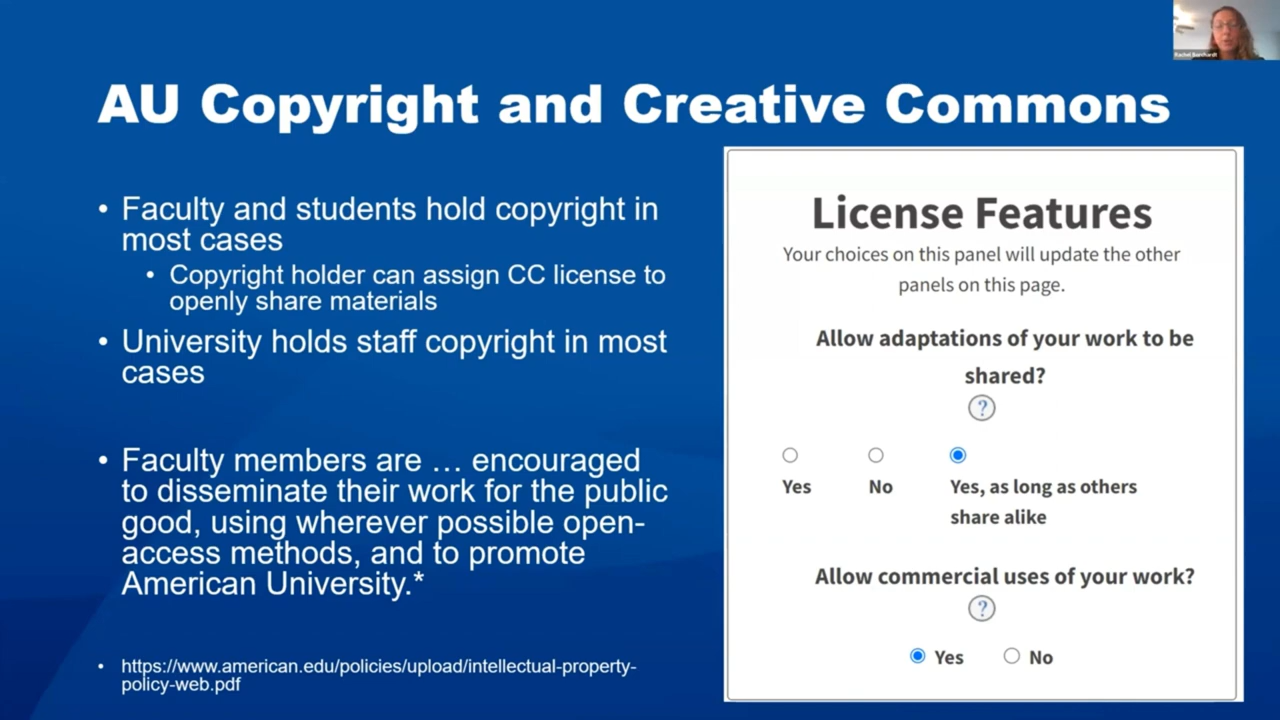 AU Copyright and Creative Commons
• Faculty and students hold copyright in
most cases
• Copyright holder can assign CC license to
openly share materials
• University holds staff copyright in most
cases
• Faculty members are … encouraged
to disseminate their work for the public
good, using wherever possible open-
access methods, and to promote
American University.*
• https://www.american.edu/policies/upload/intellectual-property-
policy-web.pdf
License Features
Your choices on this panel will update the other
panels on this page.
Allow adaptations of your work to be
shared?
?
Yes
No
Yes, as long as others
share alike
Allow commercial uses of your work?
?
Yes
No
Rachel Borchardt